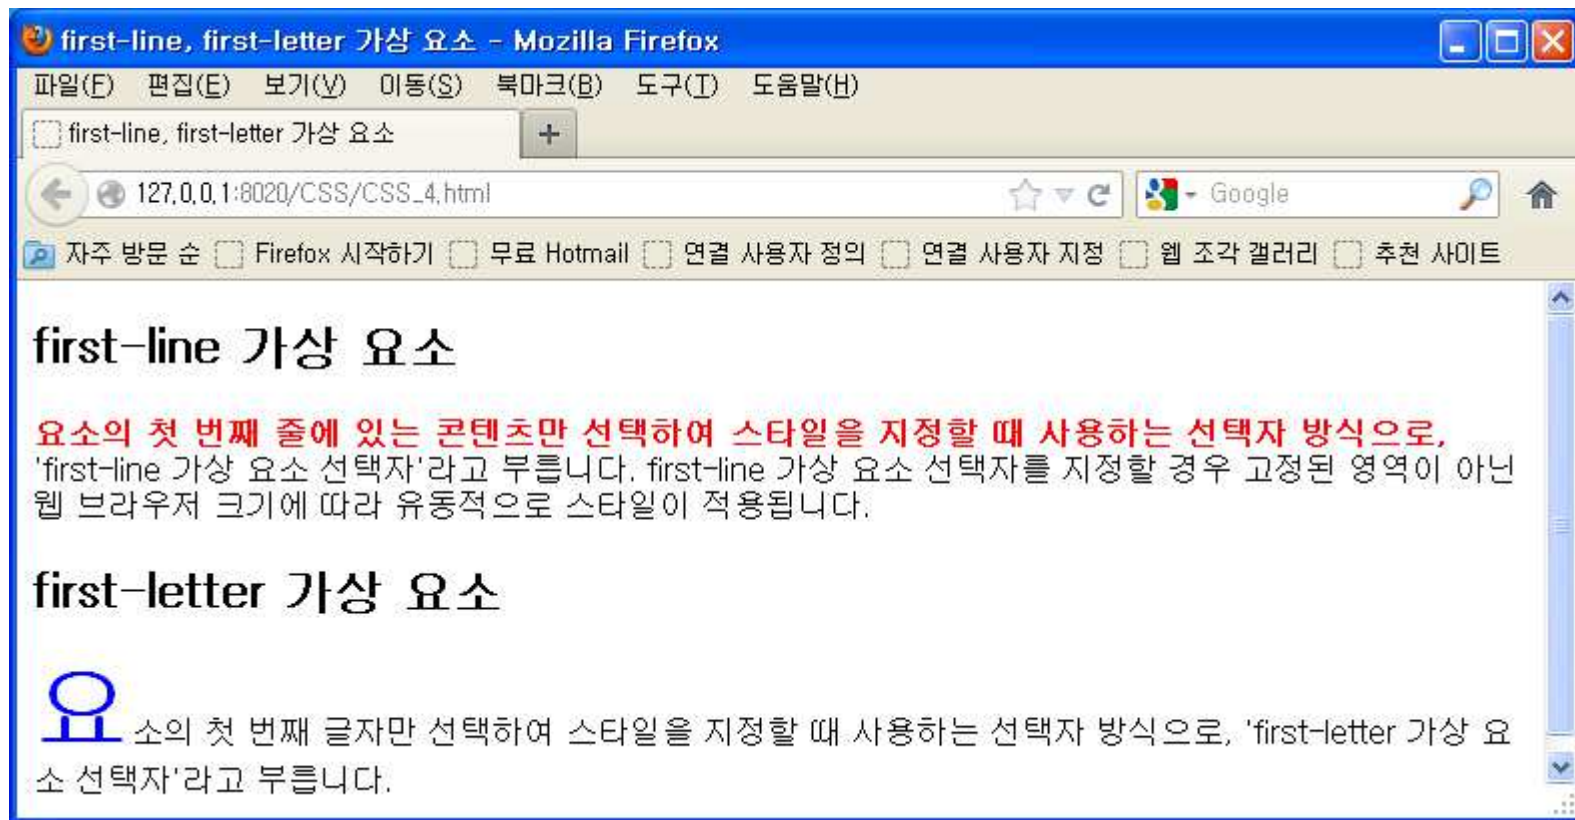 first-line, first-letter 가상 요소 - Mozilla Firefox
파일(F) 편집(E) 보기(V) 이동(S) 북마크(B) 도구(T) 도움말(H)
first-line, first-letter 가상 요소
127.0.0.1:8020/CSS/CSS_4.html Google
자주 방문 순 Firefox 시작하기 무료 Hotmail 연결 사용자 정의 연결 사용자 지정 웹 조각 갤러리 추천 사이트
first-line 가상 요소
요소의 첫 번째 줄에 있는 콘텐츠만 선택하여 스타일을 지정할 때 사용하는 선택자 방식으로,
'first-line 가상 요소 선택자'라고 부릅니다. first-line 가상 요소 선택자를 지정할 경우 고정된 영역이 아닌
웹 브라우저 크기에 따라 유동적으로 스타일이 적용됩니다.
first-letter 가상 요소
요소의 첫 번째 글자만 선택하여 스타일을 지정할 때 사용하는 선택자 방식으로, 'first-letter 가상 요
소 선택자'라고 부릅니다.